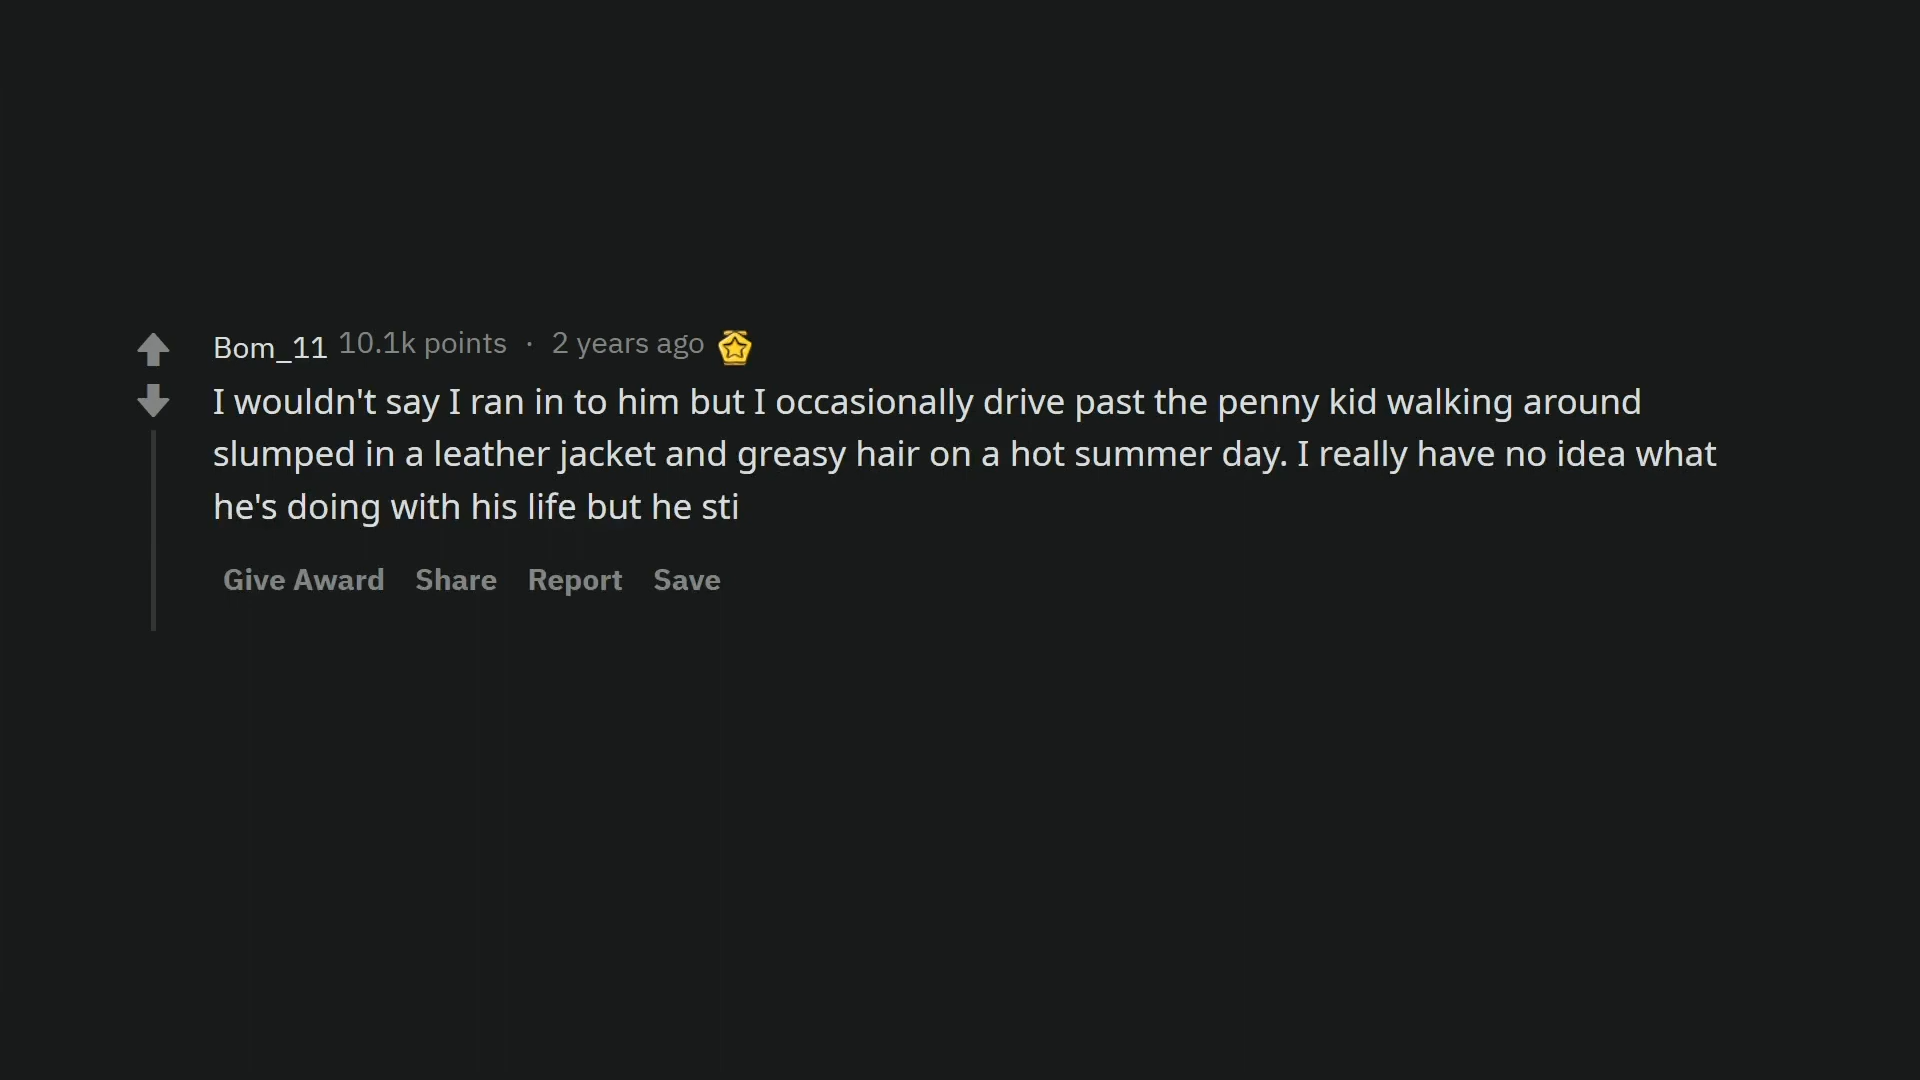 Bom_11 10.1k points · 2 years ago
I wouldn't say I ran in to him but I occasionally drive past the penny kid walking around
slumped in a leather jacket and greasy hair on a hot summer day. I really have no idea what
he's doing with his life but he sti
Give Award Share Report Save